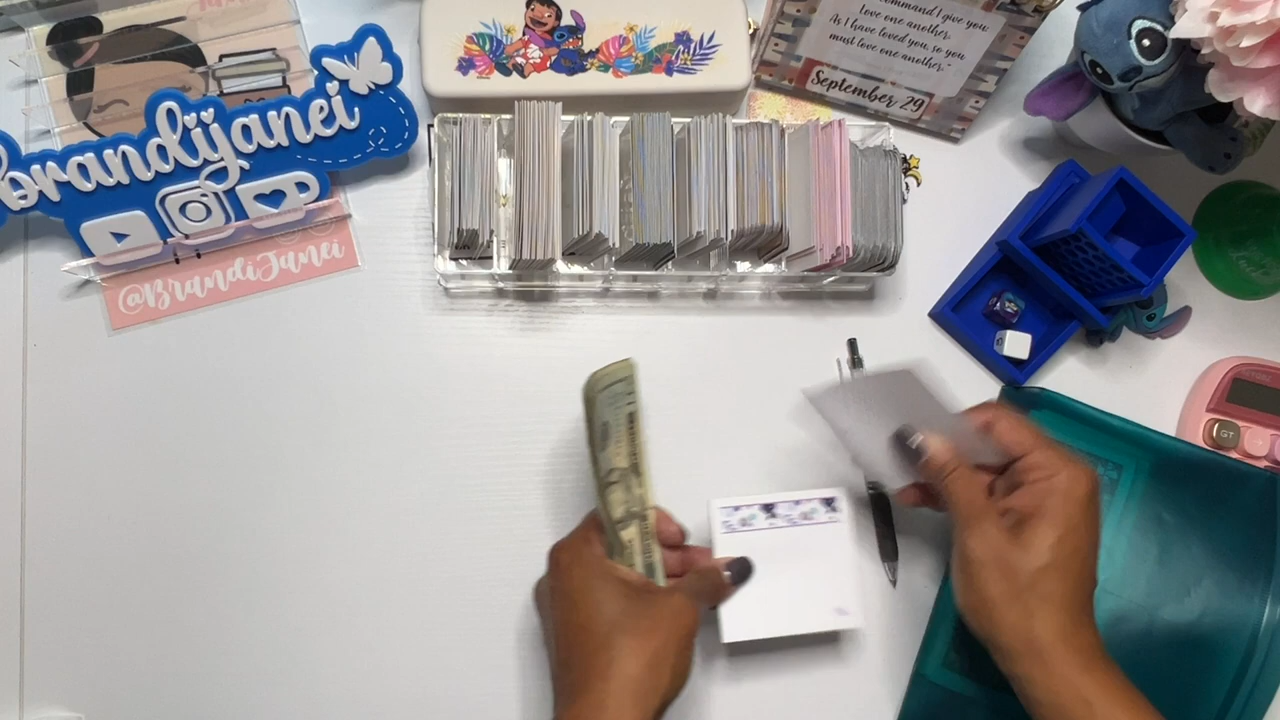 command I give you:
Love one another.
As I have loved you, so you
must love one another."
September 29
brandijanei
@BrandiJanei
GT